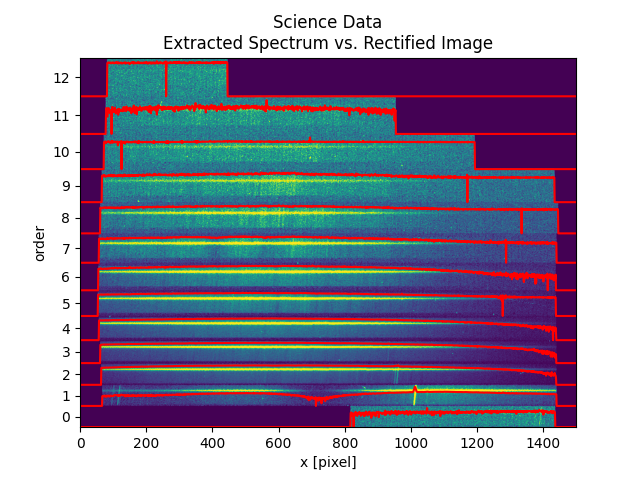 Science Data
Extracted Spectrum vs. Rectified Image
12
11
10
9
8
7
6
5
4
3
2
1
0
order
0 200 400 600 800 1000 1200 1400
x [pixel]